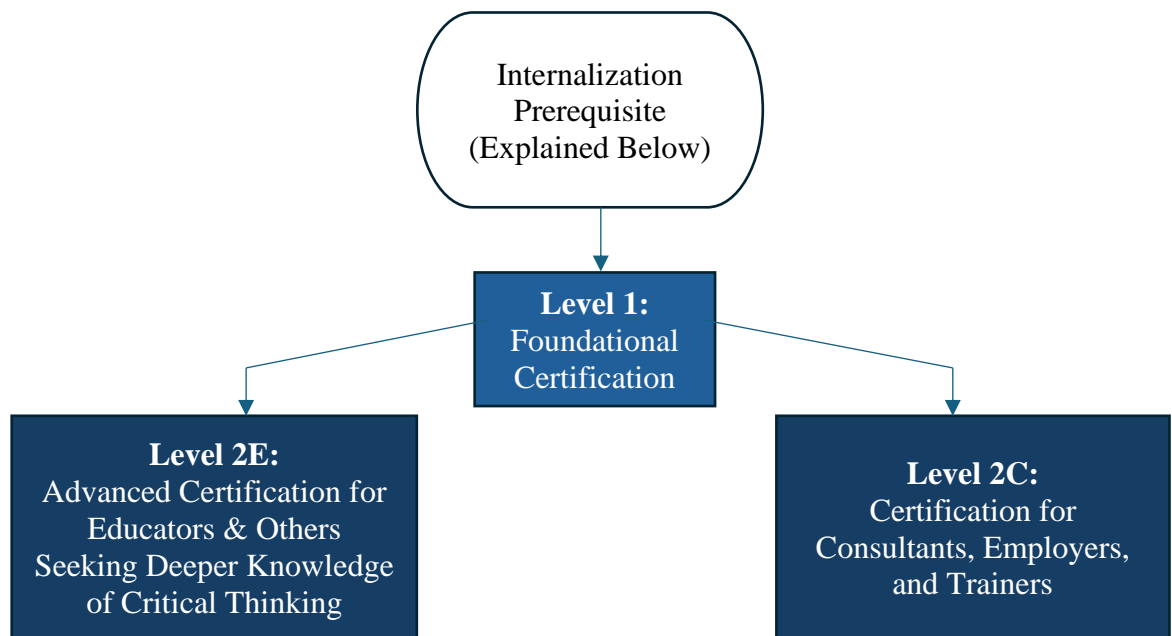 Internalization
Prerequisite
(Explained Below)
Level 1:
Foundational
Certification
Level 2E:
Advanced Certification for
Educators & Others
Seeking Deeper Knowledge
of Critical Thinking
Level 2C:
Certification for
Consultants, Employers,
and Trainers